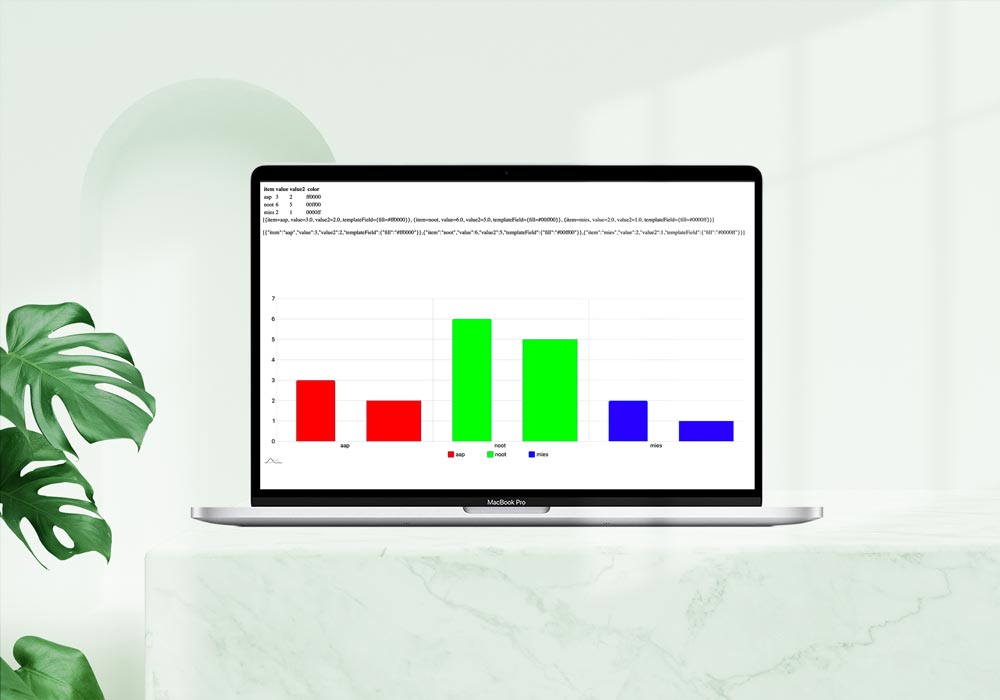 item value value2 color
aap 3 2 ff0000
noot 6 5 00ff00
mies 2 1 0000ff
[{item=aap, value=3.0, value2=2.0, templateField={fill=#ff0000}}, {item=noot, value=6.0, value2=5.0, templateField={fill=#00ff00}}, {item=mies, value=2.0, value2=1.0, templateField={fill=#0000ff}}]
[{"item":"aap","value":3,"value2":2,"templateField":{"fill":"#ff0000"}},{"item":"noot","value":6,"value2":5,"templateField":{"fill":"#00ff00"}},{"item":"mies","value":2,"value2":1,"templateField":{"fill":"#0000ff"}}]
7
6
5
4
3
2
1
0
aap noot mies
aap noot mies
MacBook Pro